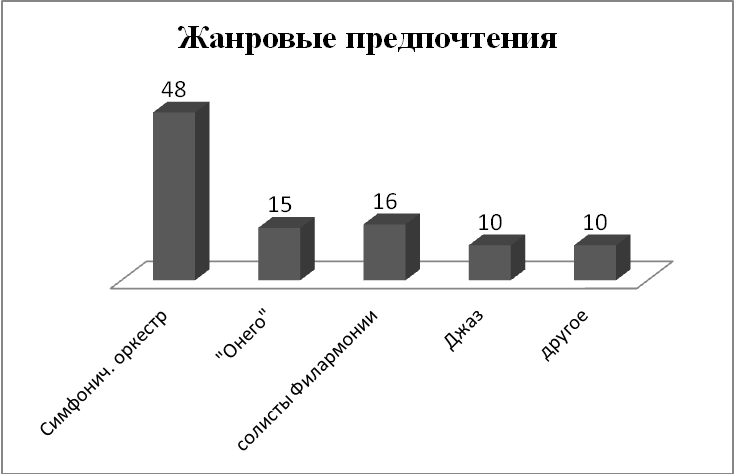 Жанровые предпочтения
48
15
16
10
10
Симфонич. оркестр
"Онего"
солисты Филармонии
Джаз
другое